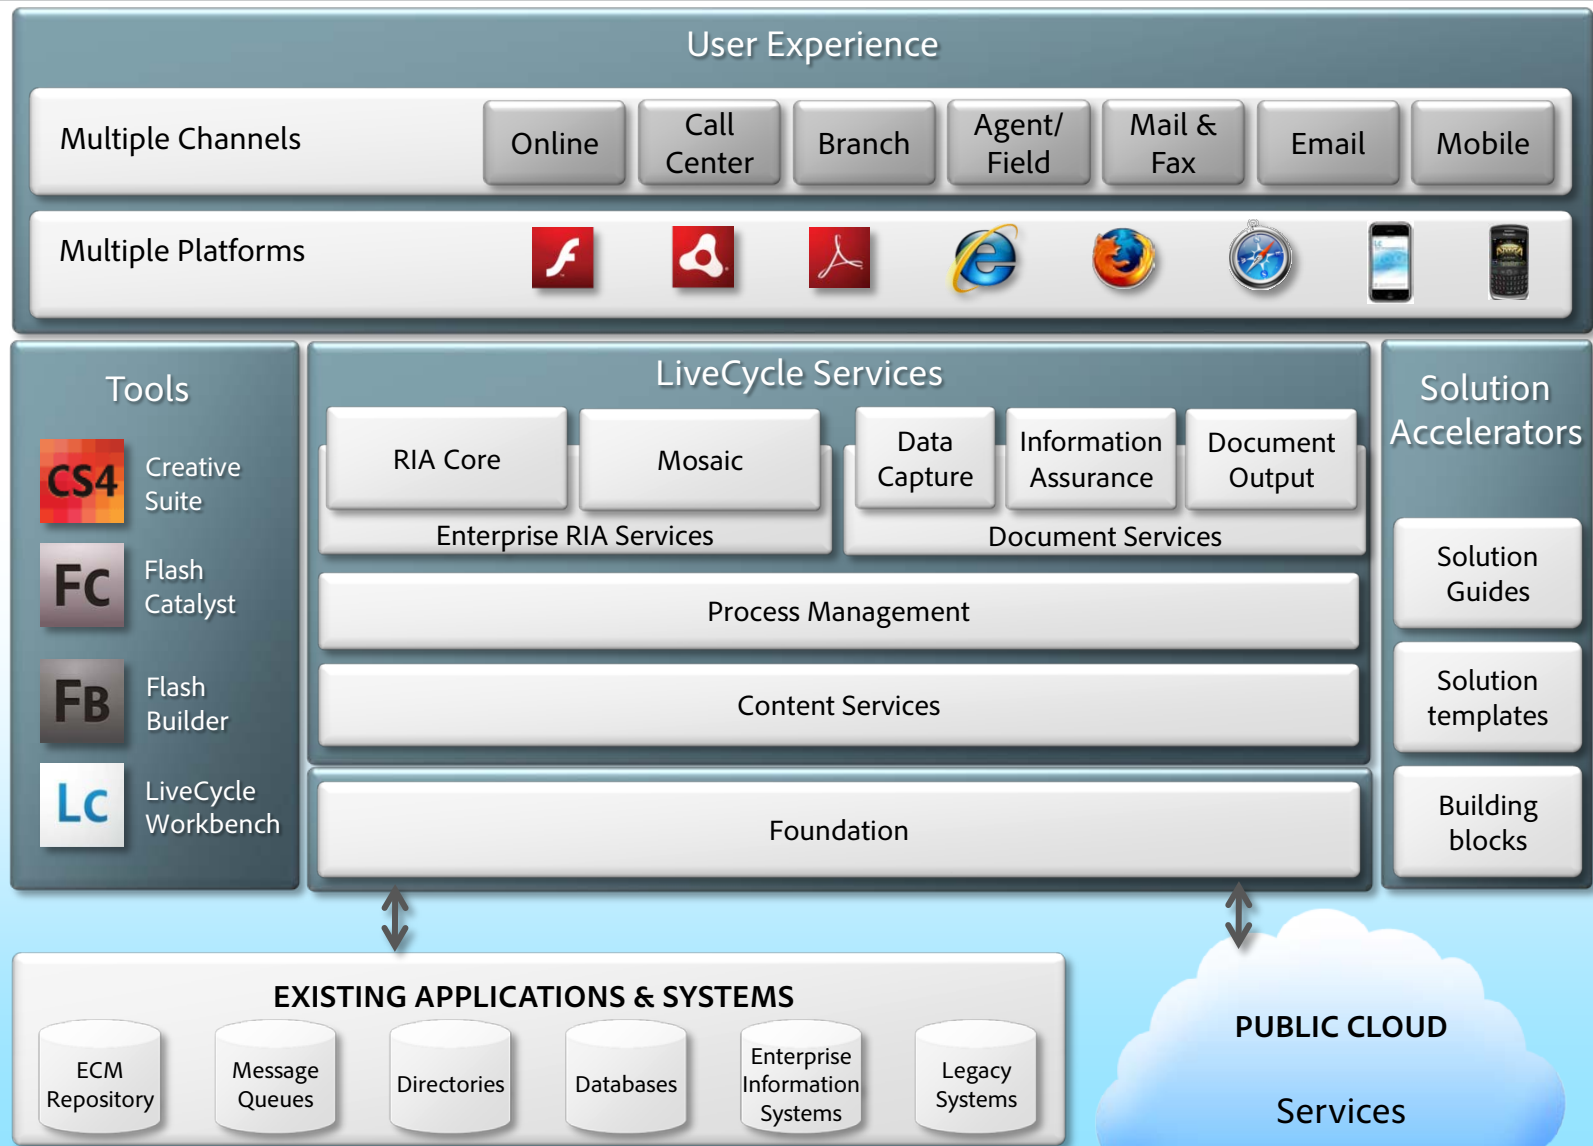 User Experience
Multiple Channels
Online
Call
Center
Branch
Agent/
Field
Mail &
Fax
Email
Mobile
Multiple Platforms
Tools
CS4
Creative
Suite
FC
Flash
Catalyst
FB
Flash
Builder
LC
LiveCycle
Workbench
LiveCycle Services
RIA Core
Mosaic
Enterprise RIA Services
Data
Capture
Information
Assurance
Document
Output
Document Services
Process Management
Content Services
Foundation
Solution
Accelerators
Solution
Guides
Solution
templates
Building
blocks
EXISTING APPLICATIONS & SYSTEMS
ECM
Repository
Message
Queues
Directories
Databases
Enterprise
Information
Systems
Legacy
Systems
PUBLIC CLOUD
Services